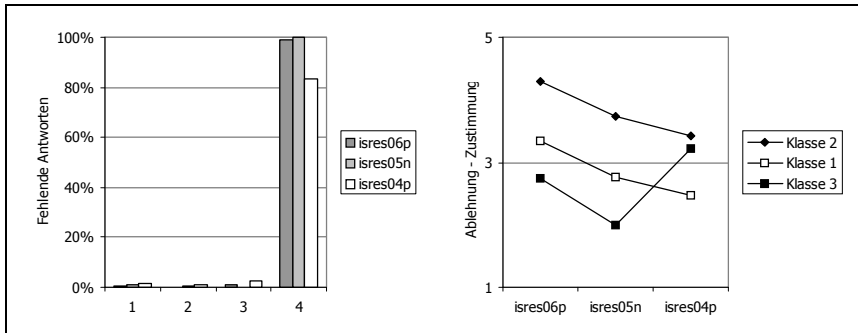 Fehlende Antworten
100%
80%
60%
40%
20%
0%
1 2 3 4
isres06p
isres05n
isres04p
Ablehnung - Zustimmung
5
3
1
isres06p isres05n isres04p
Klasse 2
Klasse 1
Klasse 3